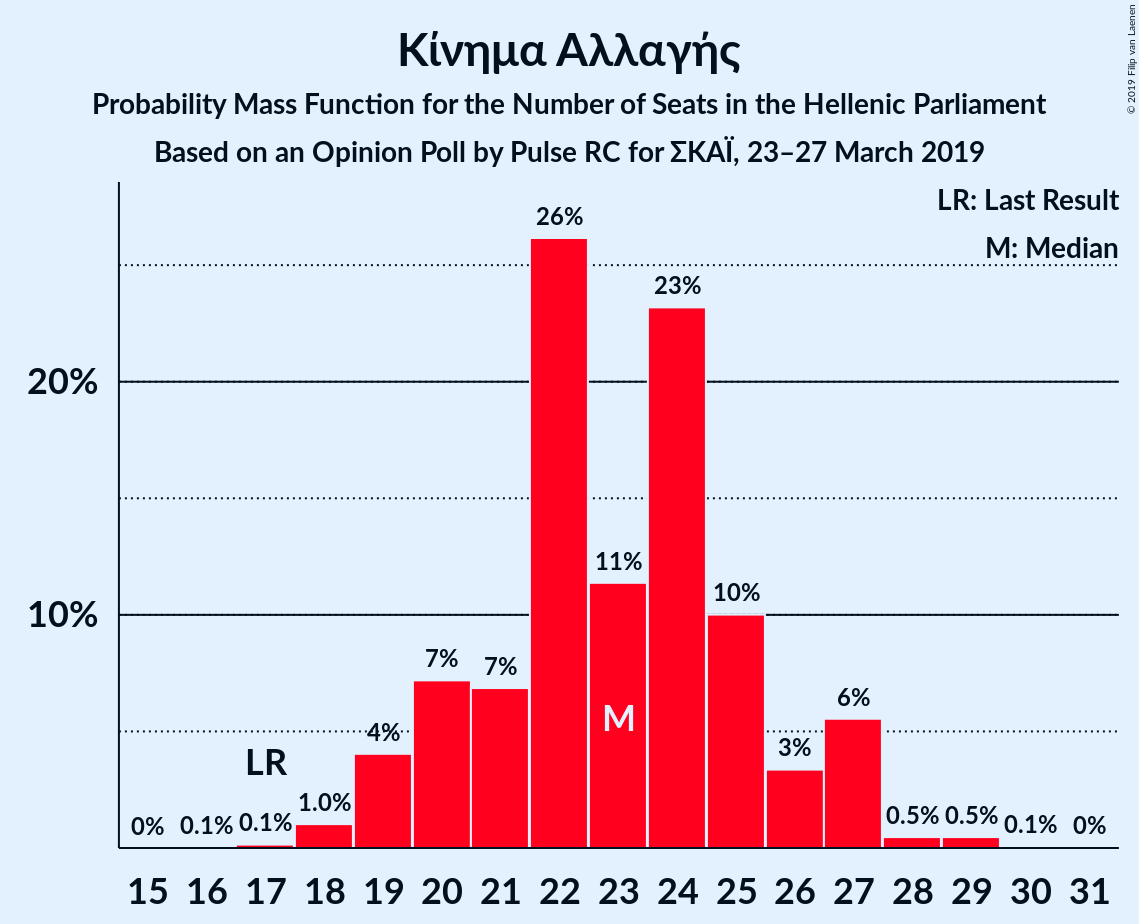 Κίνημα Αλλαγής
Probability Mass Function for the Number of Seats in the Hellenic Parliament
Based on an Opinion Poll by Pulse RC for ΣΚΑΪ, 23–27 March 2019
© 2019 Filip van Laenen
LR: Last Result
M: Median
20%
10%
0%
0.1%
0.1%
1.0%
4%
7%
7%
26%
11%
23%
10%
3%
6%
0.5%
0.5%
0.1%
0%
LR
M
15 16 17 18 19 20 21 22 23 24 25 26 27 28 29 30 31